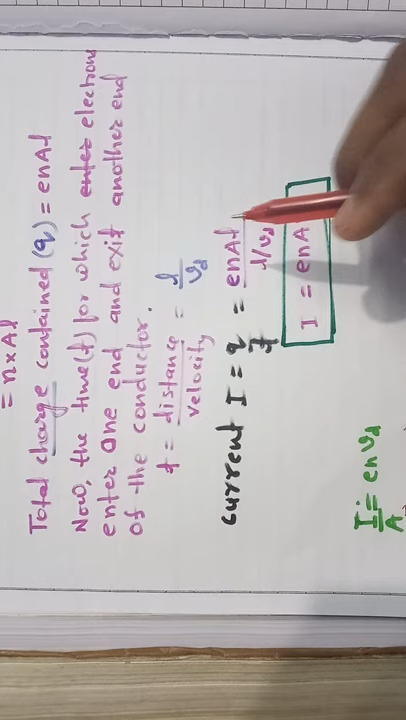 = n×Al
Total charge contained (q) = enAl
Now, the time(t) for which enter electrons
enter one end and exit another end
of the conductor.
t = distance/velocity = l/vd
current I = q/t = enAl/l/vd
I = enA
I/A = envd